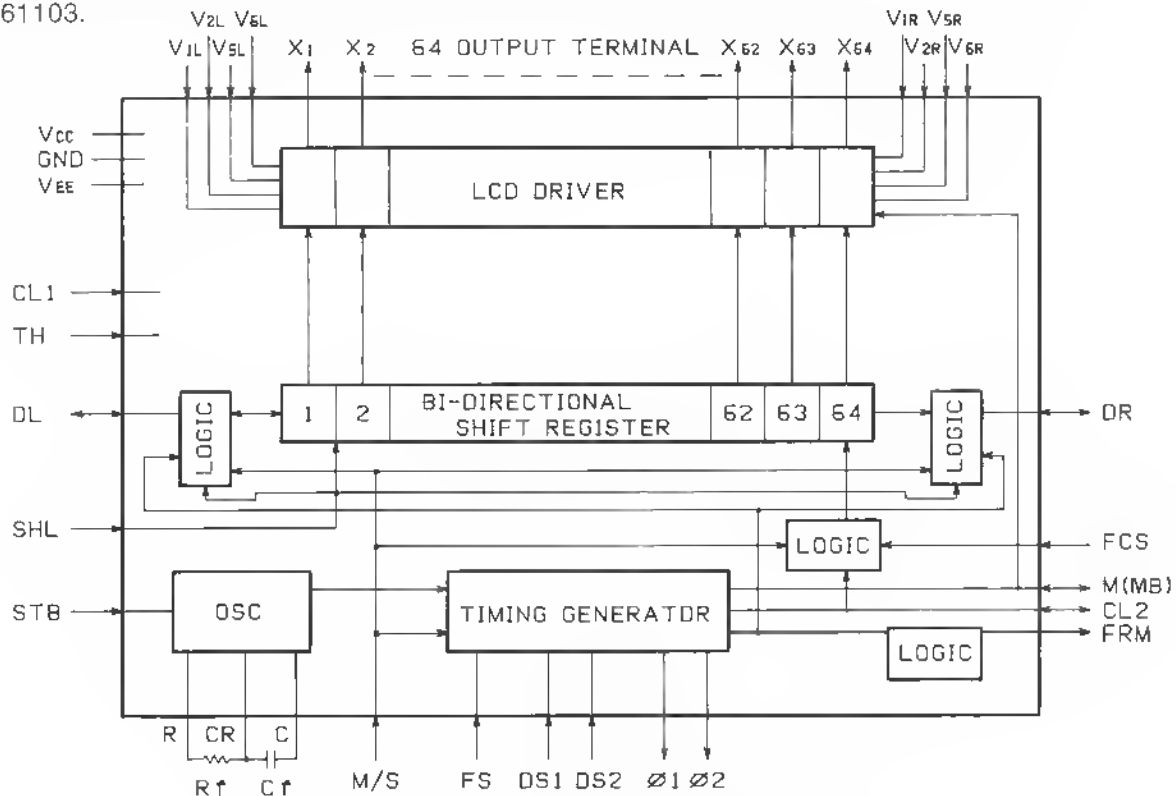 61103.
V2L V6L
V1R V5R
V1L V5L X1 X2 64 OUTPUT TERMINAL X62 X63 X64 V2R V6R
VCC
GND
VEE
LCD DRIVER
CL1
TH
DL
LOGIC
1 2 BI-DIRECTIONAL SHIFT REGISTER 62 63 64
LOGIC
DR
SHL
LOGIC
FCS
STB
OSC
TIMING GENERATOR
M(MB)
CL2
FRM
LOGIC
R CR C
Rf Cf
M/S FS DS1 DS2 Ø1 Ø2